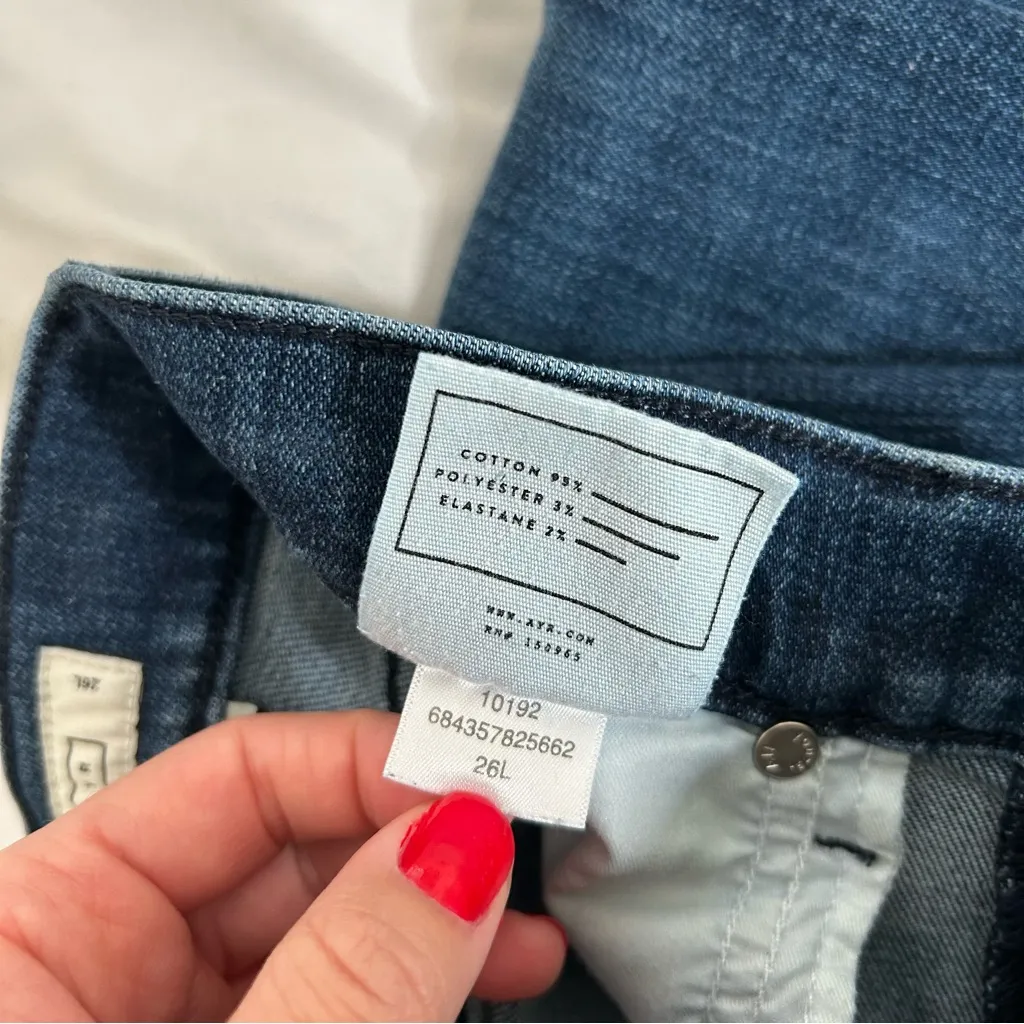 COTTON 95%
POLYESTER 3%
ELASTANE 2%
WWW.AYR.COM
RN# 150965
10192
684357825662
26L
26L